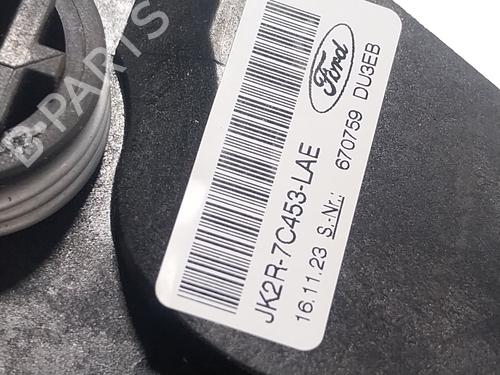 Ford
JK2R-7C453-LAE
16.11.23 S.-Nr.: 670759 DU3EB
B-PARTS